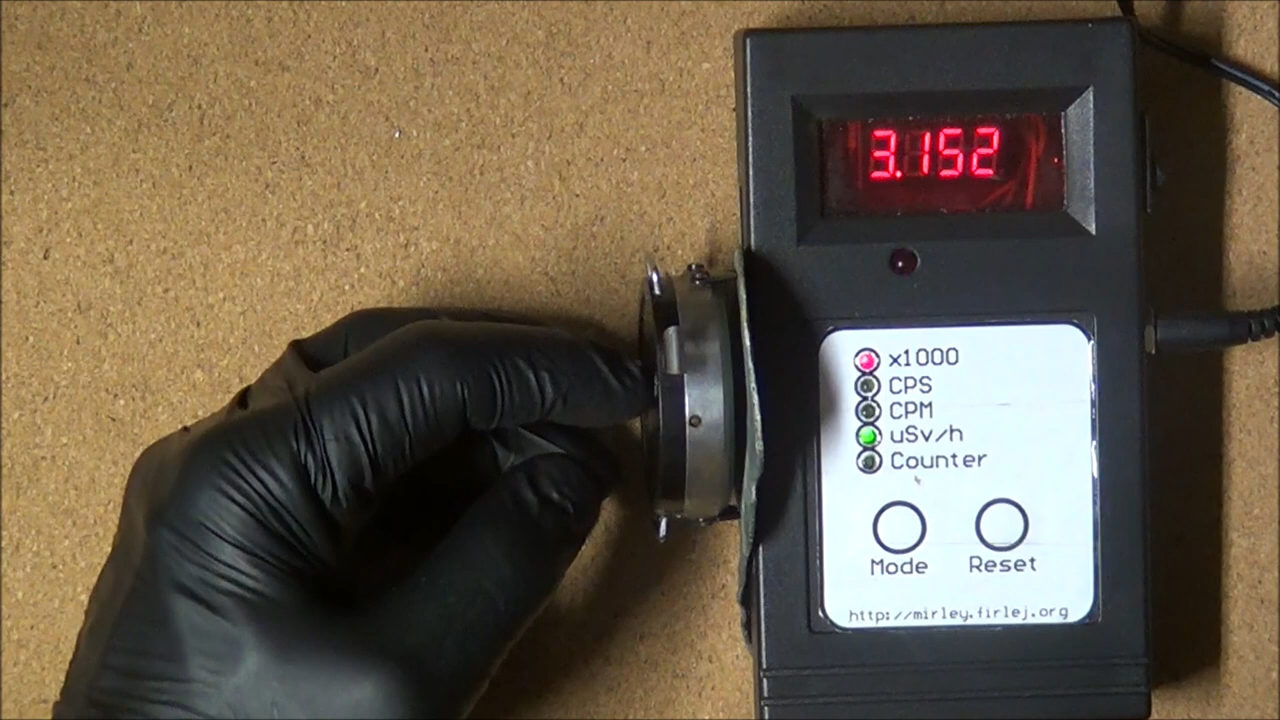 3.152
x1000
CPS
CPM
uSv/h
Counter
Mode Reset
http://mirley.firlej.org